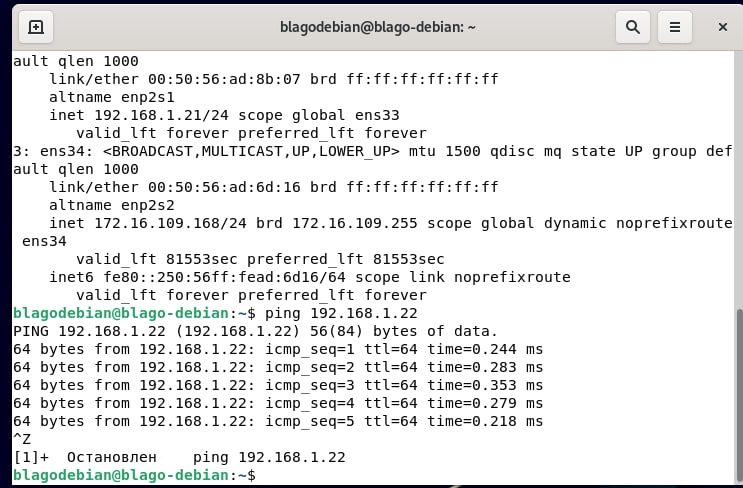 blagodebian@blago-debian: ~
ault qlen 1000
    link/ether 00:50:56:ad:8b:07 brd ff:ff:ff:ff:ff:ff
    altname enp2s1
    inet 192.168.1.21/24 scope global ens33
       valid_lft forever preferred_lft forever
3: ens34: <BROADCAST,MULTICAST,UP,LOWER_UP> mtu 1500 qdisc mq state UP group def
ault qlen 1000
    link/ether 00:50:56:ad:6d:16 brd ff:ff:ff:ff:ff:ff
    altname enp2s2
    inet 172.16.109.168/24 brd 172.16.109.255 scope global dynamic noprefixroute
 ens34
       valid_lft 81553sec preferred_lft 81553sec
    inet6 fe80::250:56ff:fead:6d16/64 scope link noprefixroute
       valid_lft forever preferred_lft forever
blagodebian@blago-debian:~$ ping 192.168.1.22
PING 192.168.1.22 (192.168.1.22) 56(84) bytes of data.
64 bytes from 192.168.1.22: icmp_seq=1 ttl=64 time=0.244 ms
64 bytes from 192.168.1.22: icmp_seq=2 ttl=64 time=0.283 ms
64 bytes from 192.168.1.22: icmp_seq=3 ttl=64 time=0.353 ms
64 bytes from 192.168.1.22: icmp_seq=4 ttl=64 time=0.279 ms
64 bytes from 192.168.1.22: icmp_seq=5 ttl=64 time=0.218 ms
^Z
[1]+  Остановлен    ping 192.168.1.22
blagodebian@blago-debian:~$